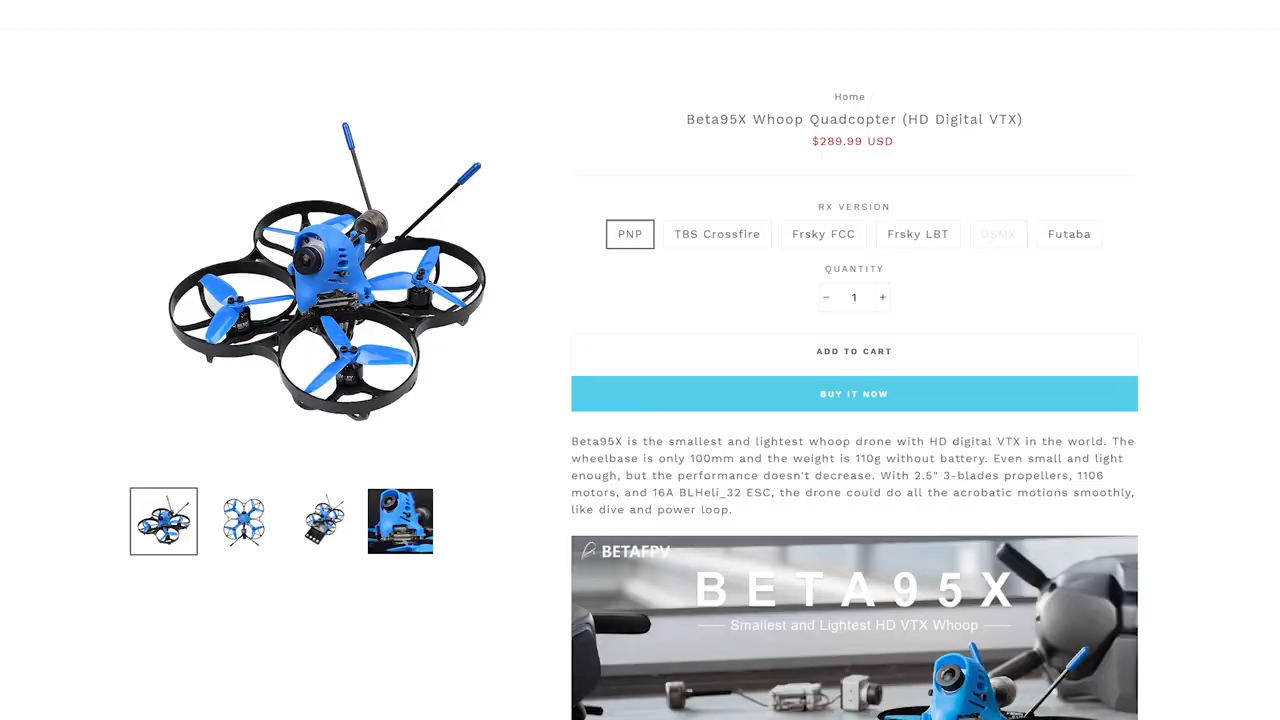 Home /
Beta95X Whoop Quadcopter (HD Digital VTX)
$289.99 USD
RX VERSION
PNP
TBS Crossfire
Frsky FCC
Frsky LBT
DSMX
Futaba
QUANTITY
− 1 +
ADD TO CART
BUY IT NOW
Beta95X is the smallest and lightest whoop drone with HD digital VTX in the world. The
wheelbase is only 100mm and the weight is 110g without battery. Even small and light
enough, but the performance doesn't decrease. With 2.5" 3-blades propellers, 1106
motors, and 16A BLHeli_32 ESC, the drone could do all the acrobatic motions smoothly,
like dive and power loop.
BETAFPV
BETA95X
Smallest and Lightest HD VTX Whoop